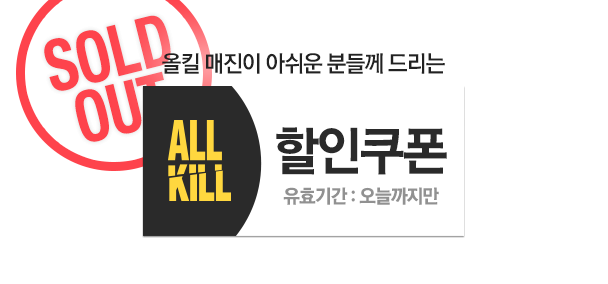 SOLD
OUT
올킬 매진이 아쉬운 분들께 드리는
ALL
KILL
할인쿠폰
유효기간 : 오늘까지만